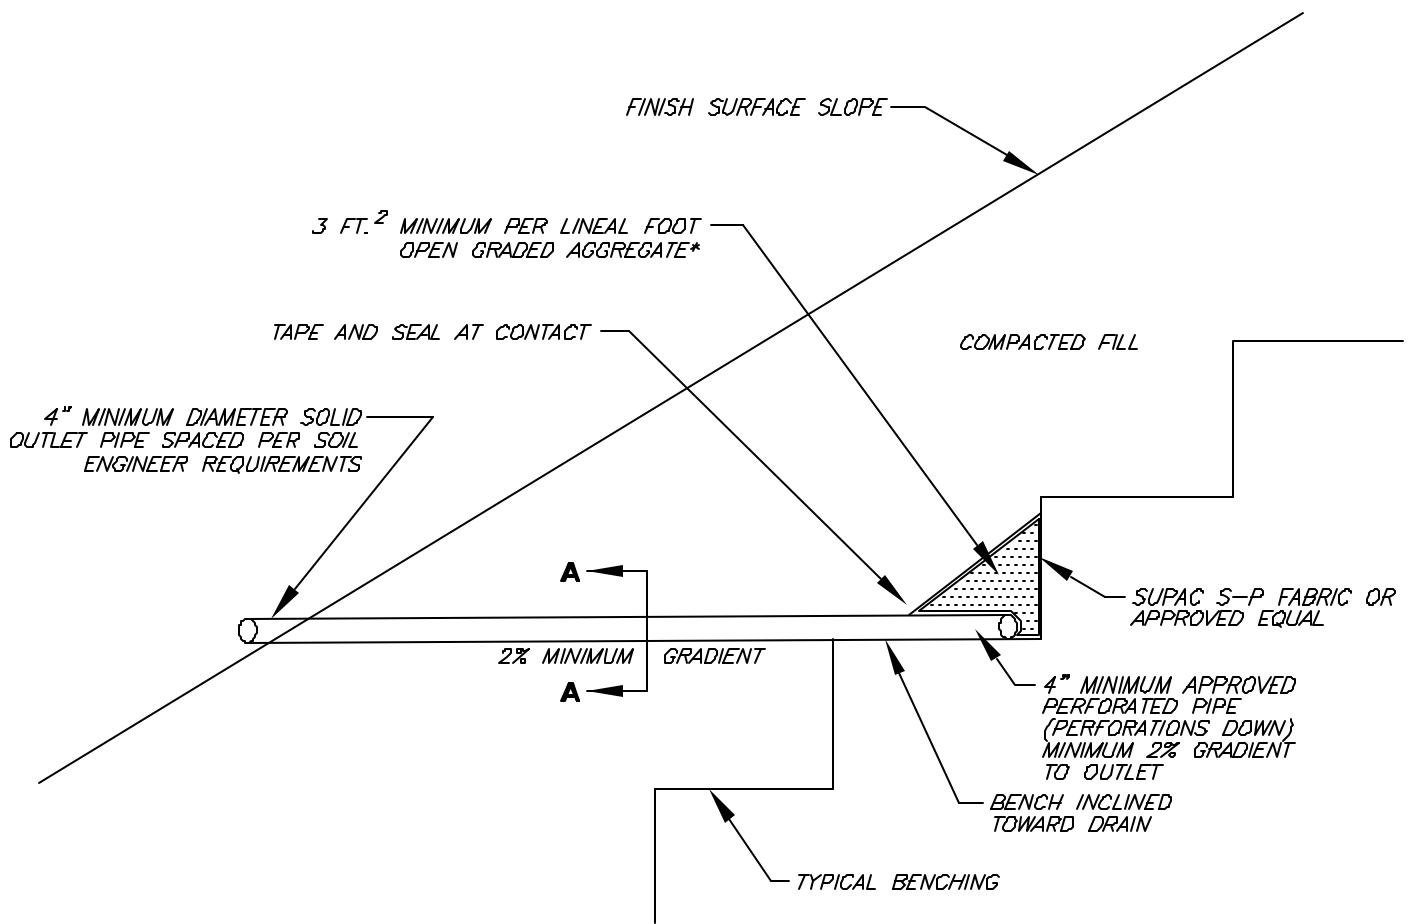 FINISH SURFACE SLOPE
3 FT.² MINIMUM PER LINEAL FOOT
OPEN GRADED AGGREGATE*
TAPE AND SEAL AT CONTACT
COMPACTED FILL
4" MINIMUM DIAMETER SOLID
OUTLET PIPE SPACED PER SOIL
ENGINEER REQUIREMENTS
A
SUPAC S-P FABRIC OR
APPROVED EQUAL
2% MINIMUM GRADIENT
A
4" MINIMUM APPROVED
PERFORATED PIPE
(PERFORATIONS DOWN)
MINIMUM 2% GRADIENT
TO OUTLET
BENCH INCLINED
TOWARD DRAIN
TYPICAL BENCHING